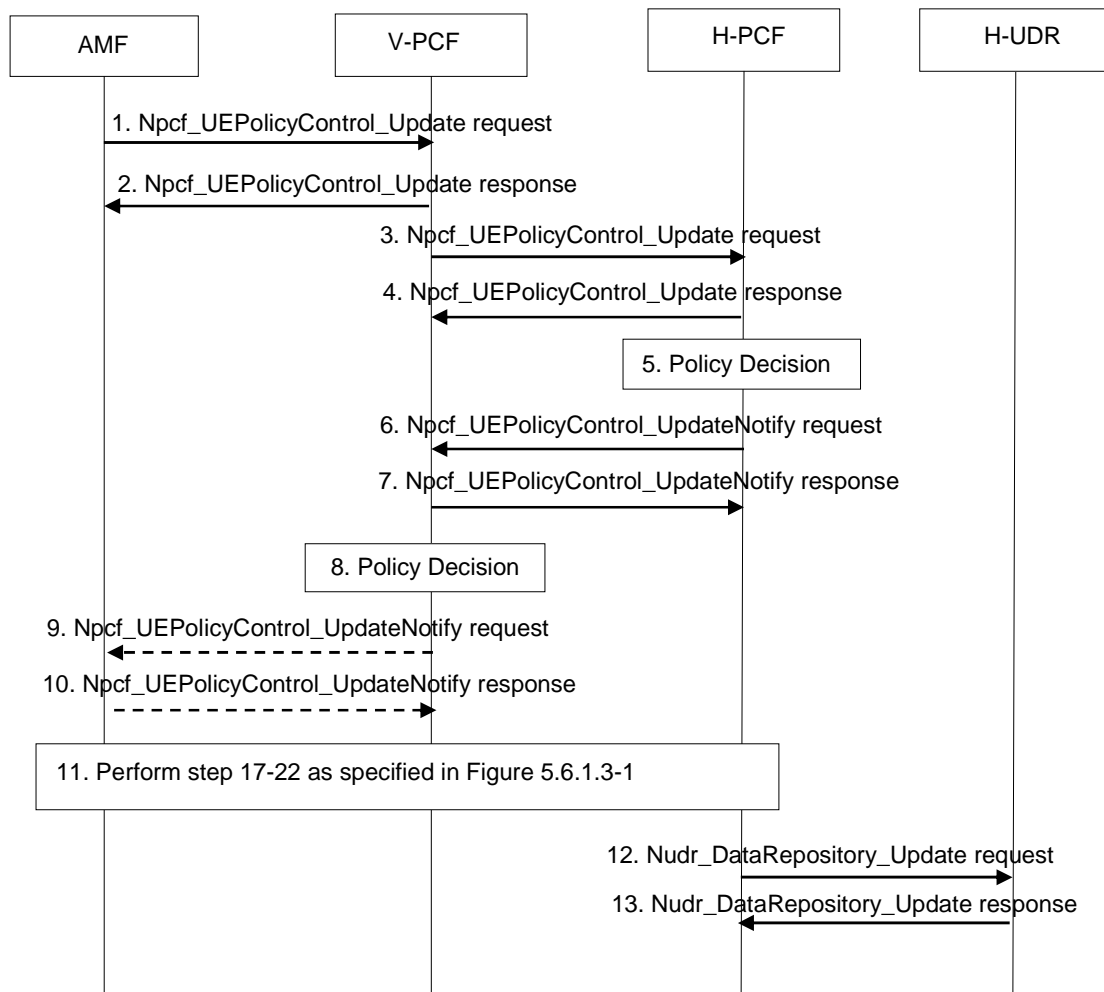 AMF
V-PCF
H-PCF
H-UDR
1. Npcf_UEPolicyControl_Update request
2. Npcf_UEPolicyControl_Update response
3. Npcf_UEPolicyControl_Update request
4. Npcf_UEPolicyControl_Update response
5. Policy Decision
6. Npcf_UEPolicyControl_UpdateNotify request
7. Npcf_UEPolicyControl_UpdateNotify response
8. Policy Decision
9. Npcf_UEPolicyControl_UpdateNotify request
10. Npcf_UEPolicyControl_UpdateNotify response
11. Perform step 17-22 as specified in Figure 5.6.1.3-1
12. Nudr_DataRepository_Update request
13. Nudr_DataRepository_Update response